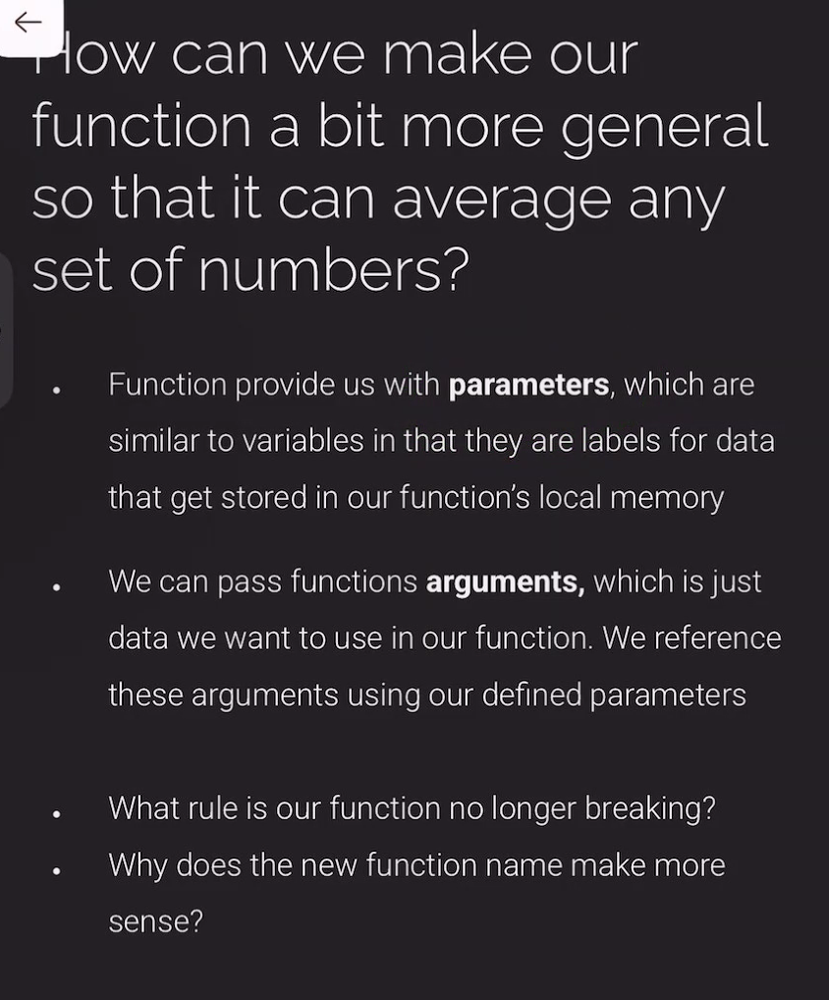 How can we make our
function a bit more general
so that it can average any
set of numbers?
• Function provide us with parameters, which are
similar to variables in that they are labels for data
that get stored in our function’s local memory
• We can pass functions arguments, which is just
data we want to use in our function. We reference
these arguments using our defined parameters
• What rule is our function no longer breaking?
• Why does the new function name make more
sense?